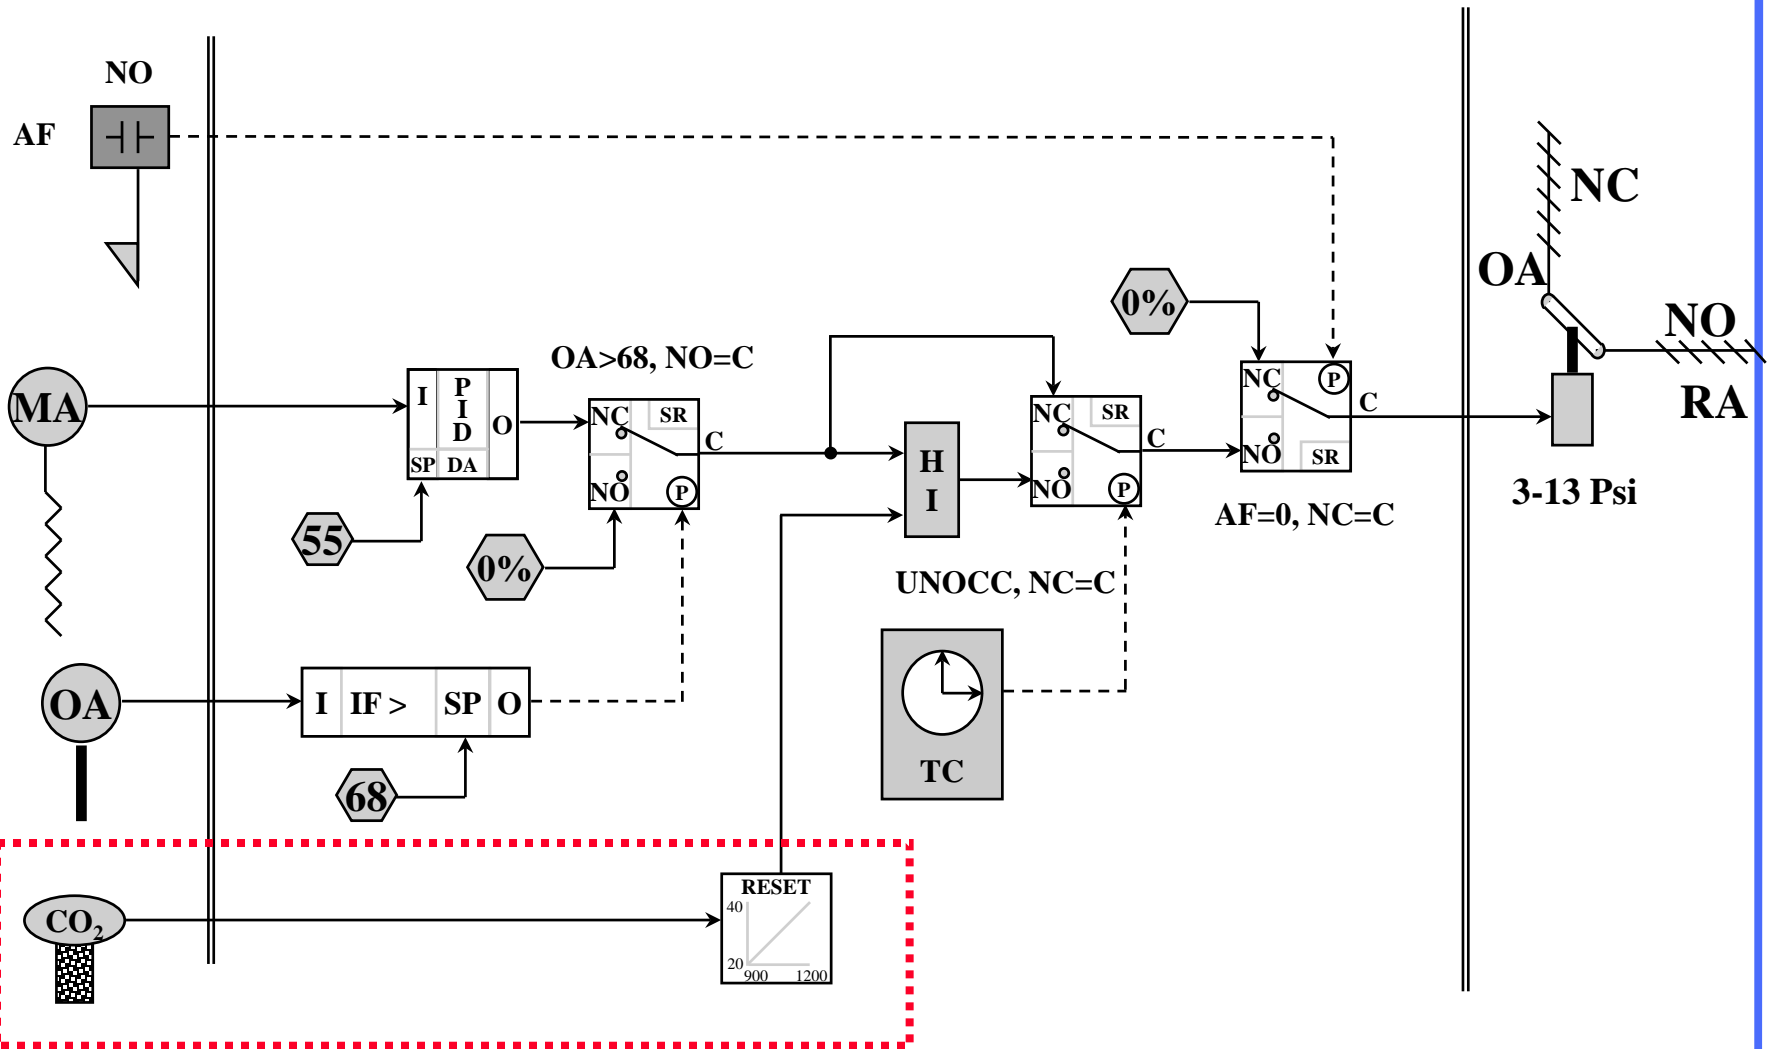 NO
AF
NC
OA
NO
RA
3-13 Psi
0%
NC
P
C
NO
SR
AF=0, NC=C
OA>68, NO=C
MA
I
P
I
D
O
SP
DA
55
NC
SR
C
NO
P
0%
H
I
NC
SR
C
NO
P
UNOCC, NC=C
TC
OA
I
IF >
SP
O
68
CO₂
RESET
40
20
900
1200